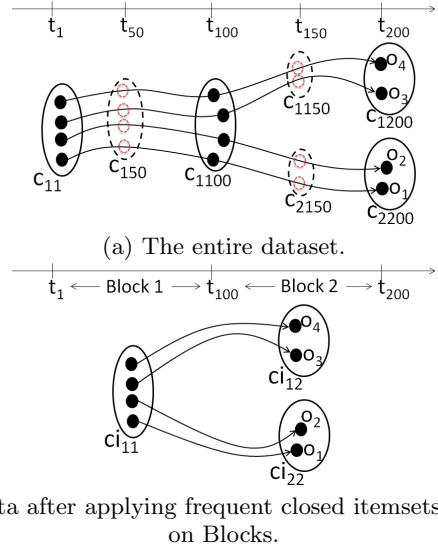 t1 t50 t100 t150 t200
o4
o3
c1150
c1200
c11 c150 c1100
o2
o1
c2150
c2200
(a) The entire dataset.
t1 Block 1 t100 Block 2 t200
o4
o3
ci12
ci11
o2
o1
ci22
after applying frequent closed itemsets
on Blocks.